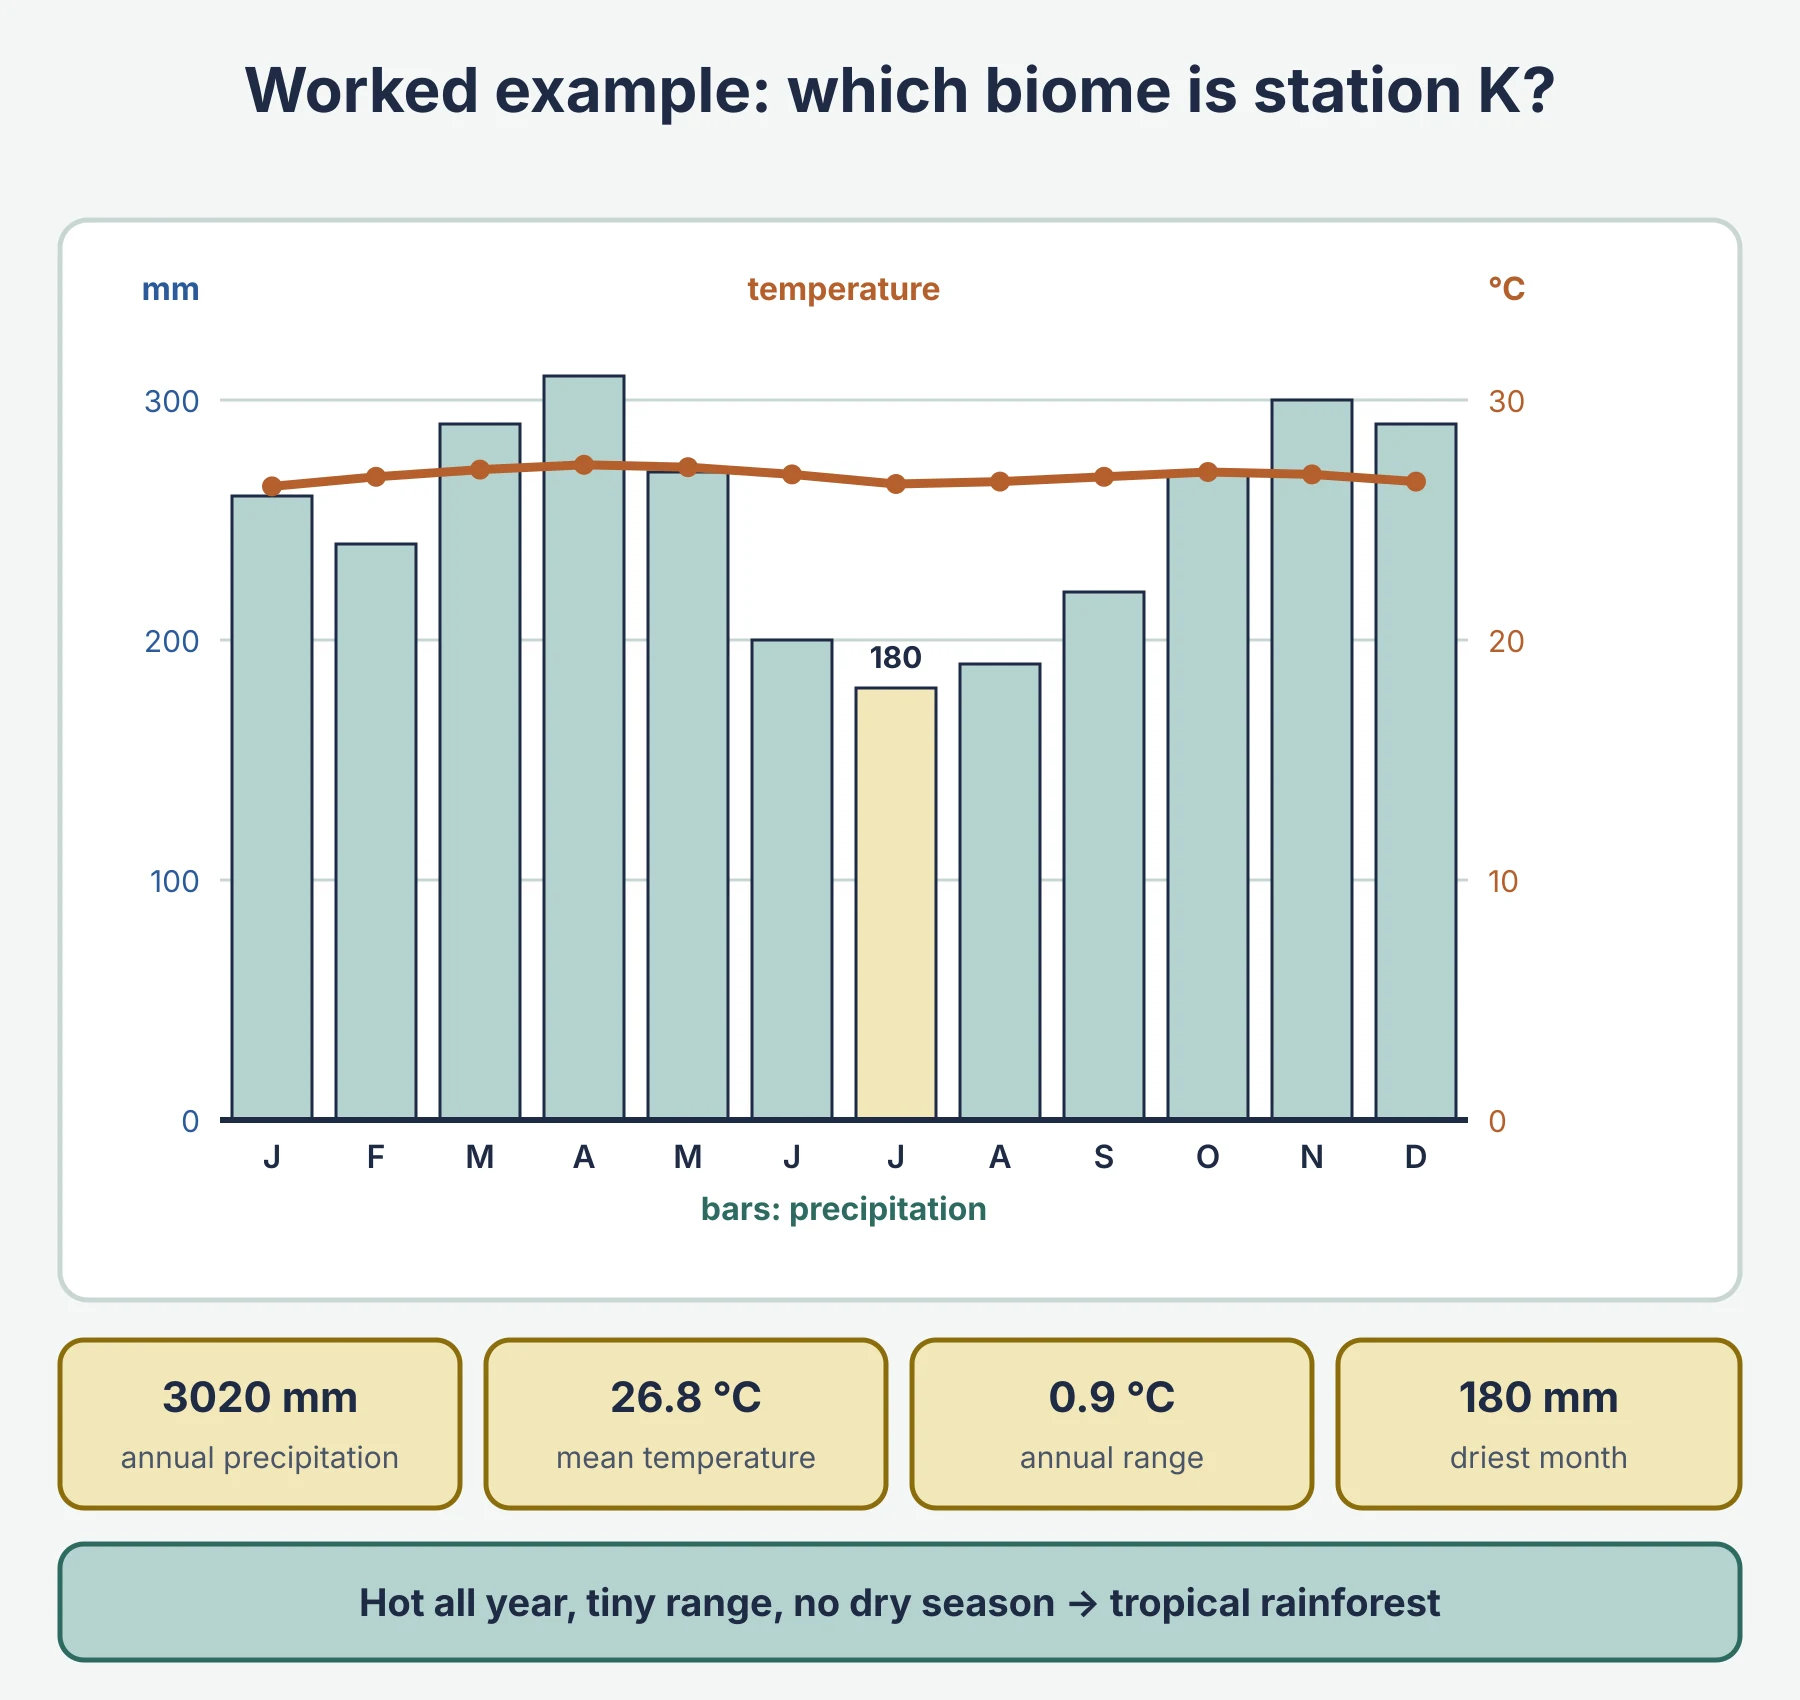 Worked example: which biome is station K?
mm temperature °C
300 30
200 20
180
100 10
0 0
J F M A M J J A S O N D
bars: precipitation
3020 mm 26.8 °C 0.9 °C 180 mm
annual precipitation mean temperature annual range driest month
Hot all year, tiny range, no dry season → tropical rainforest